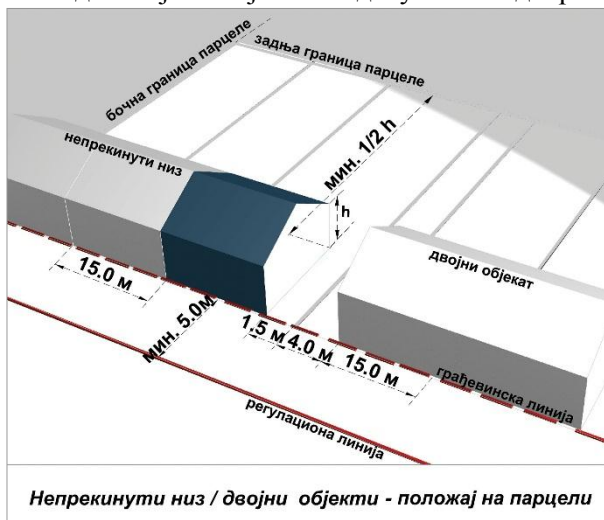 бочна граница парцеле
задња граница парцеле
непрекинути низ
мин. 1/2 h
h
двојни објекат
15.0 м
мин. 5.0м
1.5 м
4.0 м
15.0 м
грађевинска линија
регулациона линија
Непрекинути низ / двојни објекти - положај на парцели